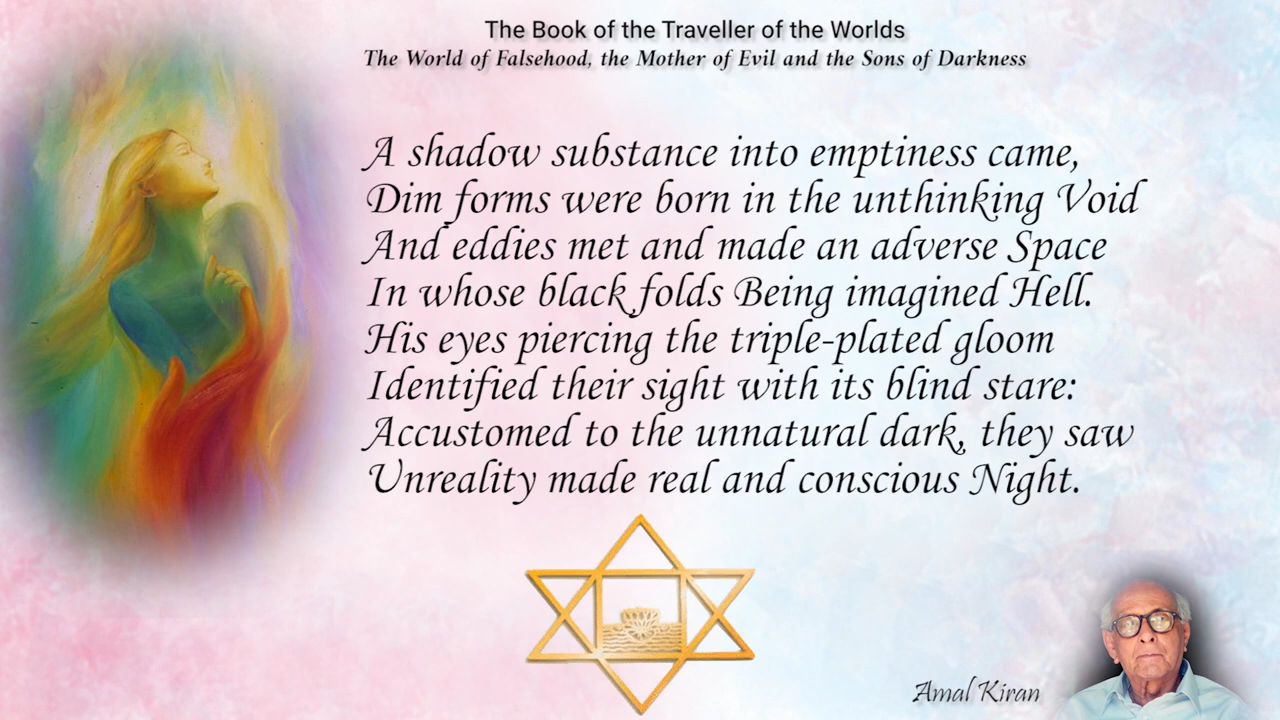 The Book of the Traveller of the Worlds
The World of Falsehood, the Mother of Evil and the Sons of Darkness
A shadow substance into emptiness came,
Dim forms were born in the unthinking Void
And eddies met and made an adverse Space
In whose black folds Being imagined Hell.
His eyes piercing the triple-plated gloom
Identified their sight with its blind stare:
Accustomed to the unnatural dark, they saw
Unreality made real and conscious Night.
Amal Kiran